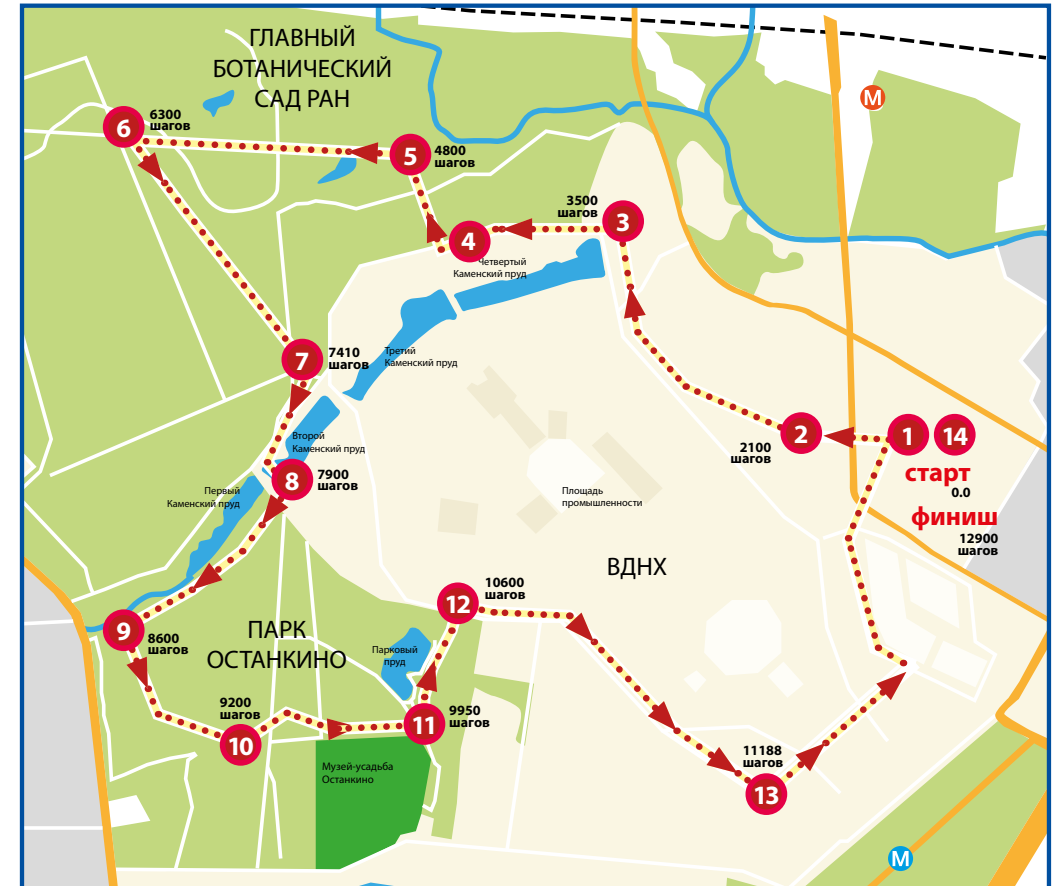 ГЛАВНЫЙ
БОТАНИЧЕСКИЙ
САД РАН
М
6
6300
шагов
5
4800
шагов
3500
шагов
3
4
Четвертый
Каменский пруд
7
7410
шагов
Третий
Каменский пруд
2
2100
шагов
1
14
старт
0.0
финиш
12900
шагов
Второй
Каменский пруд
8
7900
шагов
Первый
Каменский пруд
Площадь
промышленности
ВДНХ
12
10600
шагов
9
8600
шагов
ПАРК
ОСТАНКИНО
Парковый
пруд
9200
шагов
10
11
9950
шагов
Музей-усадьба
Останкино
11188
шагов
13
М